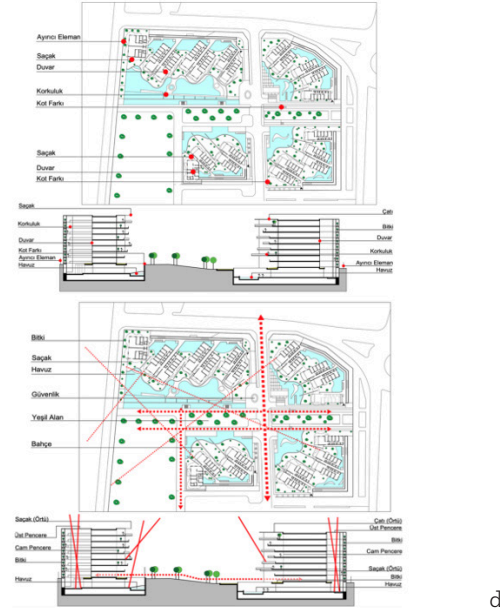 Ayırıcı Eleman
Saçak
Duvar
Korkuluk
Kot Farkı
Saçak
Duvar
Kot Farkı
Saçak
Korkuluk
Duvar
Kot Farkı
Ayırıcı Eleman
Havuz
Çatı
Bitki
Duvar
Korkuluk
Ayırıcı Eleman
Havuz
Bitki
Saçak
Havuz
Güvenlik
Yeşil Alan
Bahçe
Saçak (Örtü)
Üst Pencere
Cam Pencere
Bitki
Havuz
Çatı (Örtü)
Üst Pencere
Bitki
Cam Pencere
Saçak (Örtü)
Bitki
Havuz
d